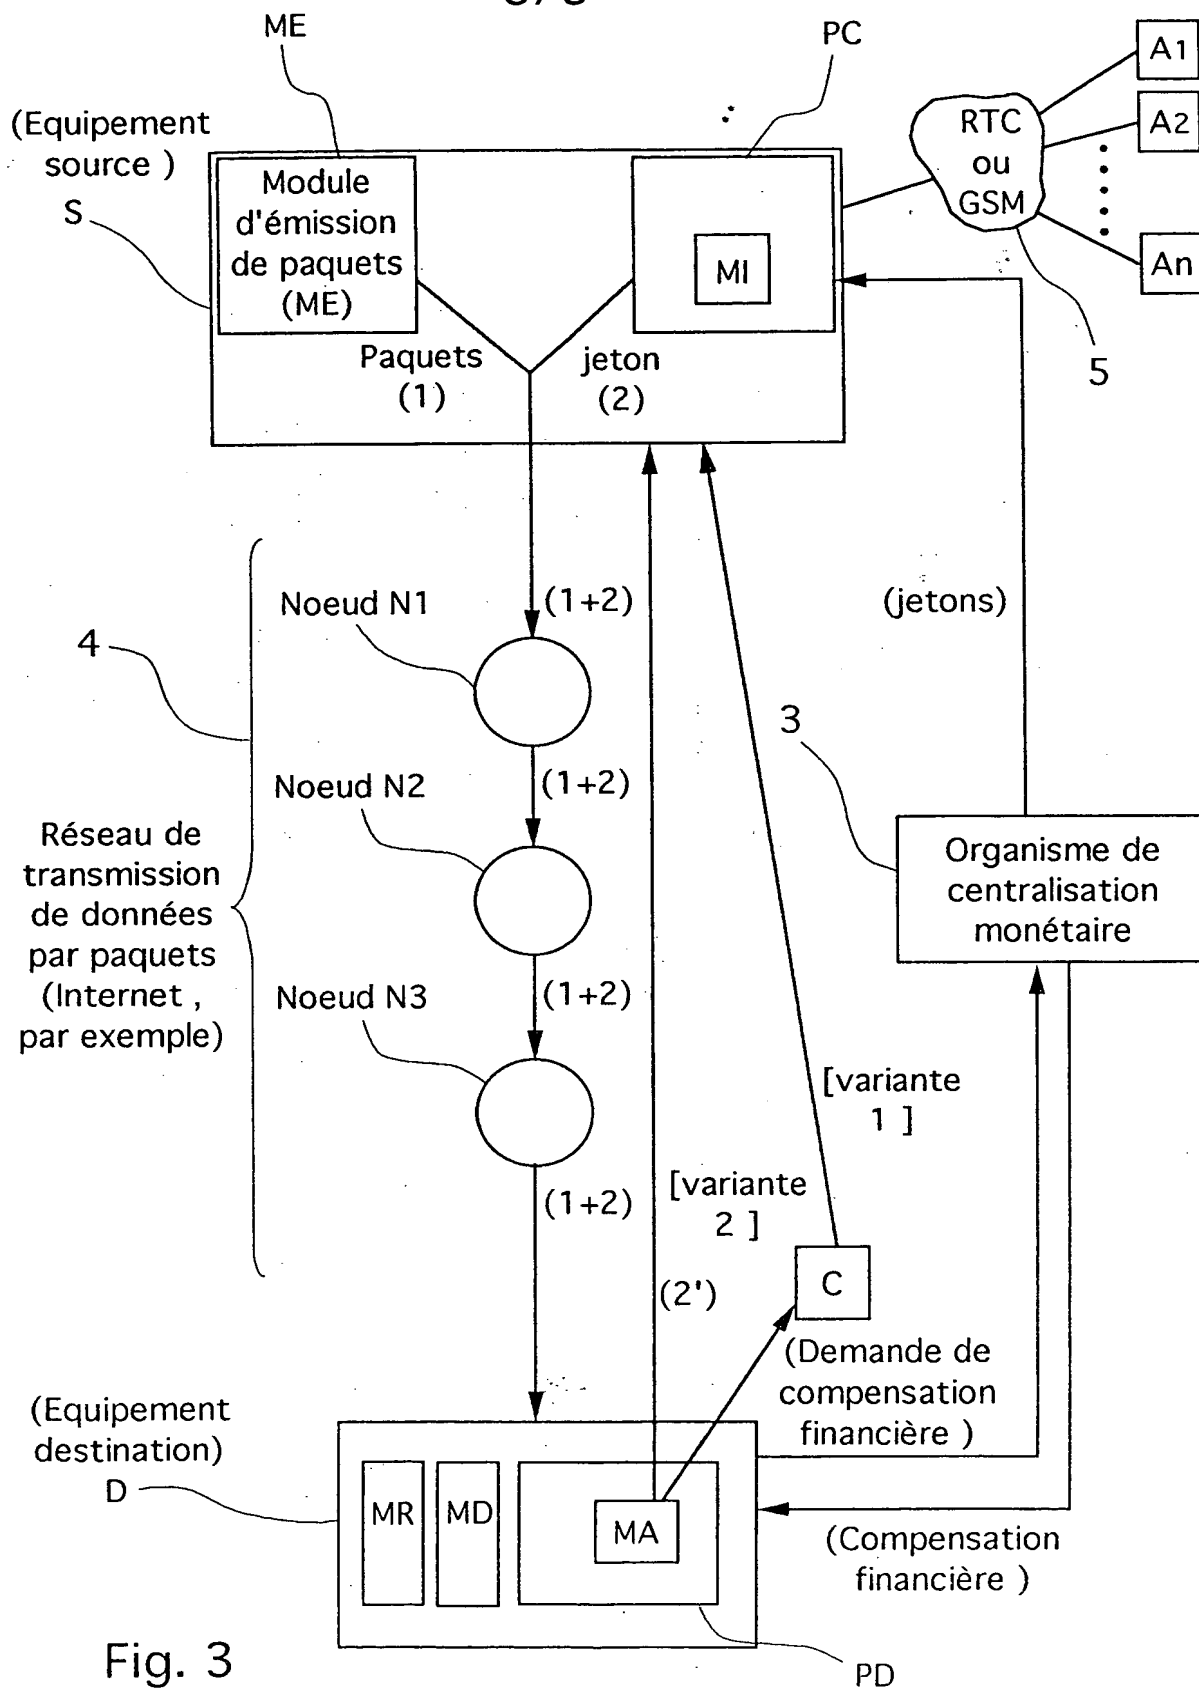 ME
PC
A1
A2
An
(Equipement
source )
S
Module
d'émission
de paquets
(ME)
MI
RTC
ou
GSM
5
Paquets
(1)
jeton
(2)
4
Noeud N1
(1+2)
(jetons)
3
Noeud N2
(1+2)
Réseau de
transmission
de données
par paquets
(Internet ,
par exemple)
Organisme de
centralisation
monétaire
Noeud N3
(1+2)
[variante
1 ]
(1+2)
[variante
2 ]
(2')
C
(Demande de
compensation
financière )
(Equipement
destination)
D
MR
MD
MA
(Compensation
financière )
PD
Fig. 3